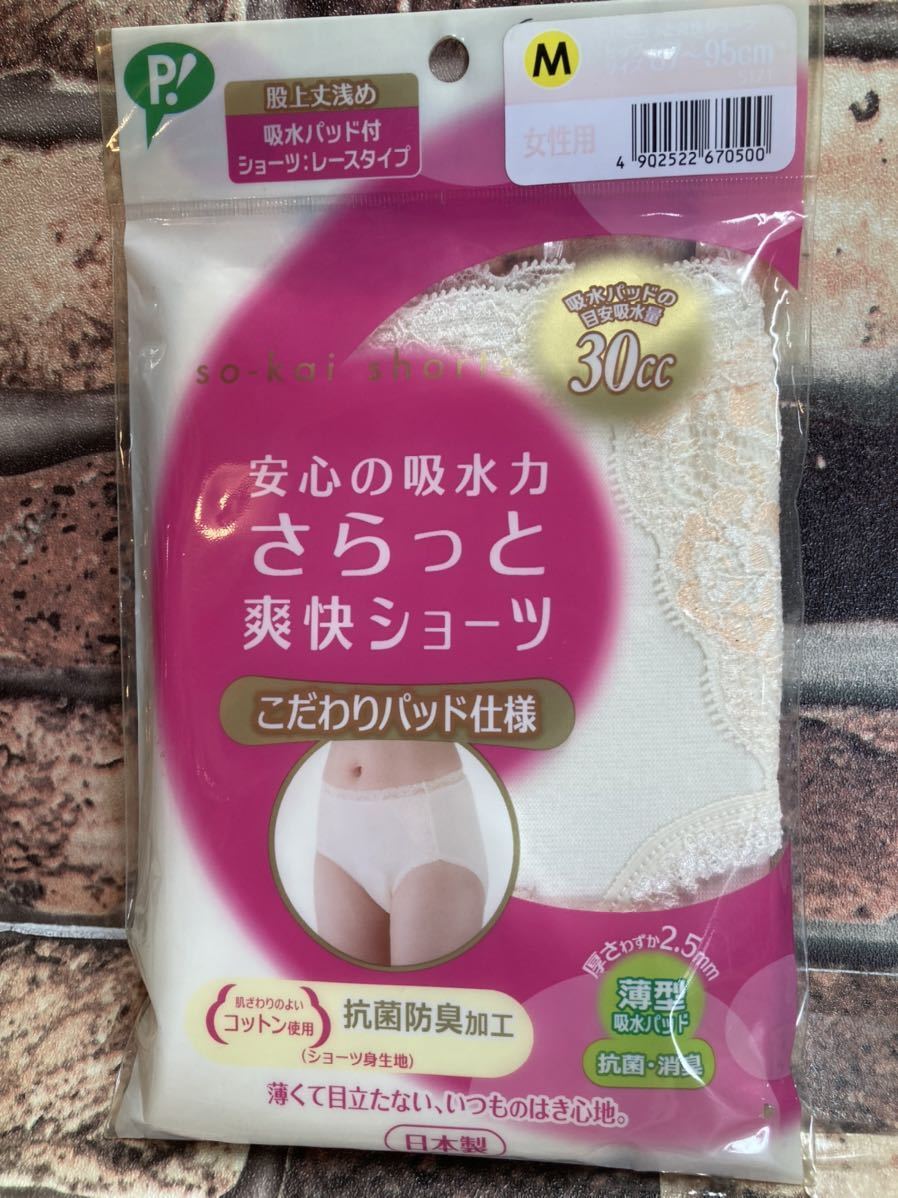 P!
股上丈浅め
吸水パッド付
ショーツ:レースタイプ
M
87~95cm
女性用
4 902522 670500
吸水パッドの
目安吸水量
30cc
so-kai shorts
安心の吸水力
さらっと
爽快ショーツ
こだわりパッド仕様
厚さわずか2.5mm
薄型
吸水パッド
抗菌・消臭
肌ざわりのよい
コットン使用
抗菌防臭加工
(ショーツ身生地)
薄くて目立たない、いつものはき心地。
日本製